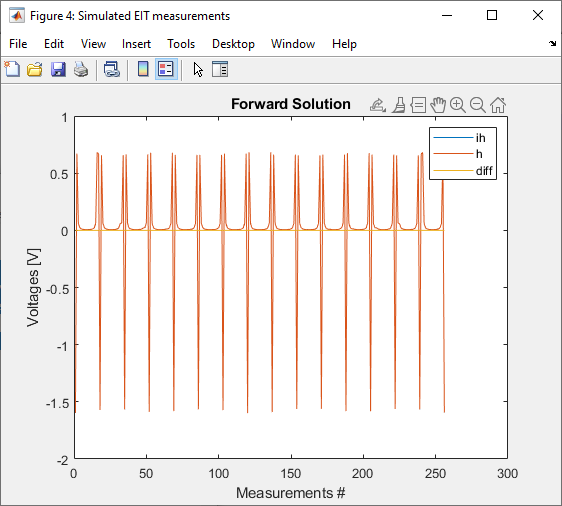 Figure 4: Simulated EIT measurements
File Edit View Insert Tools Desktop Window Help
Forward Solution
ih
h
diff
1
0.5
0
-0.5
-1
-1.5
-2
Voltages [V]
0 50 100 150 200 250 300
Measurements #